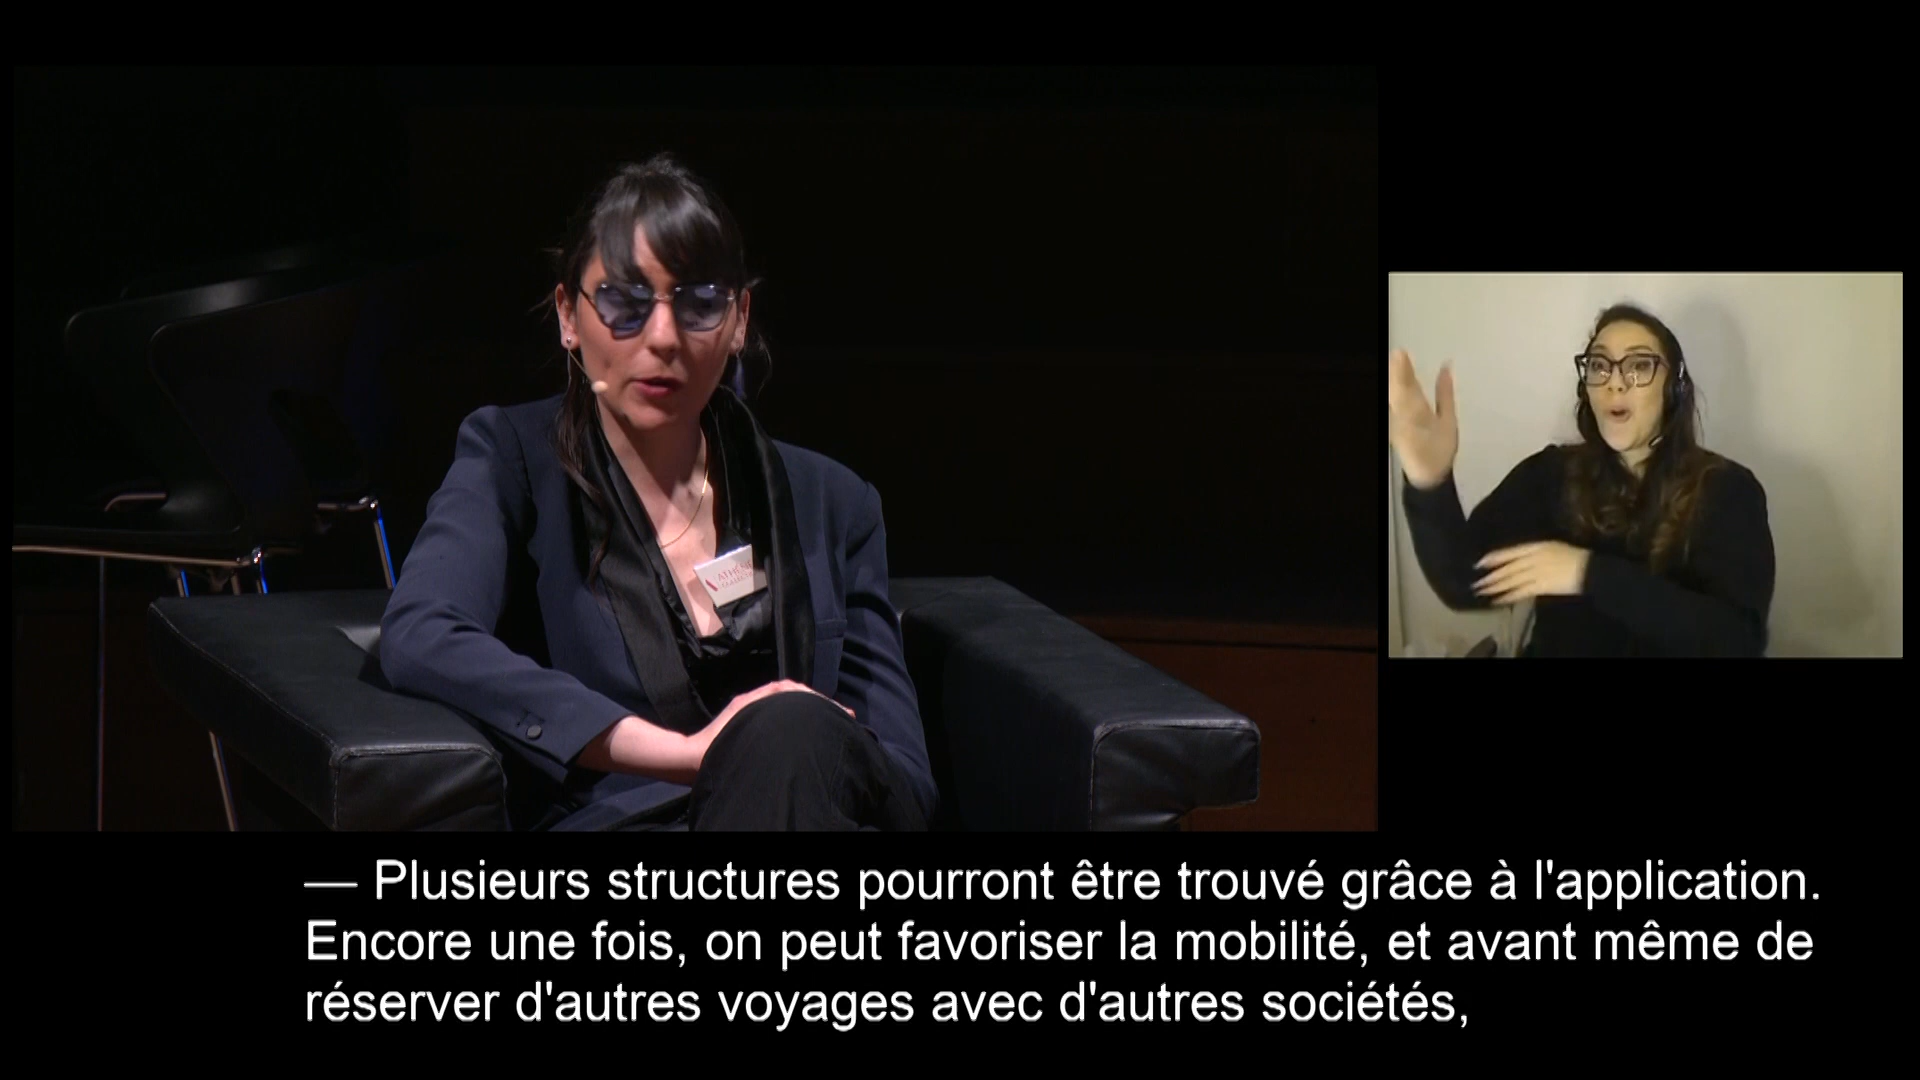 ATHÉNA
— Plusieurs structures pourront être trouvé grâce à l'application.
Encore une fois, on peut favoriser la mobilité, et avant même de
réserver d'autres voyages avec d'autres sociétés,